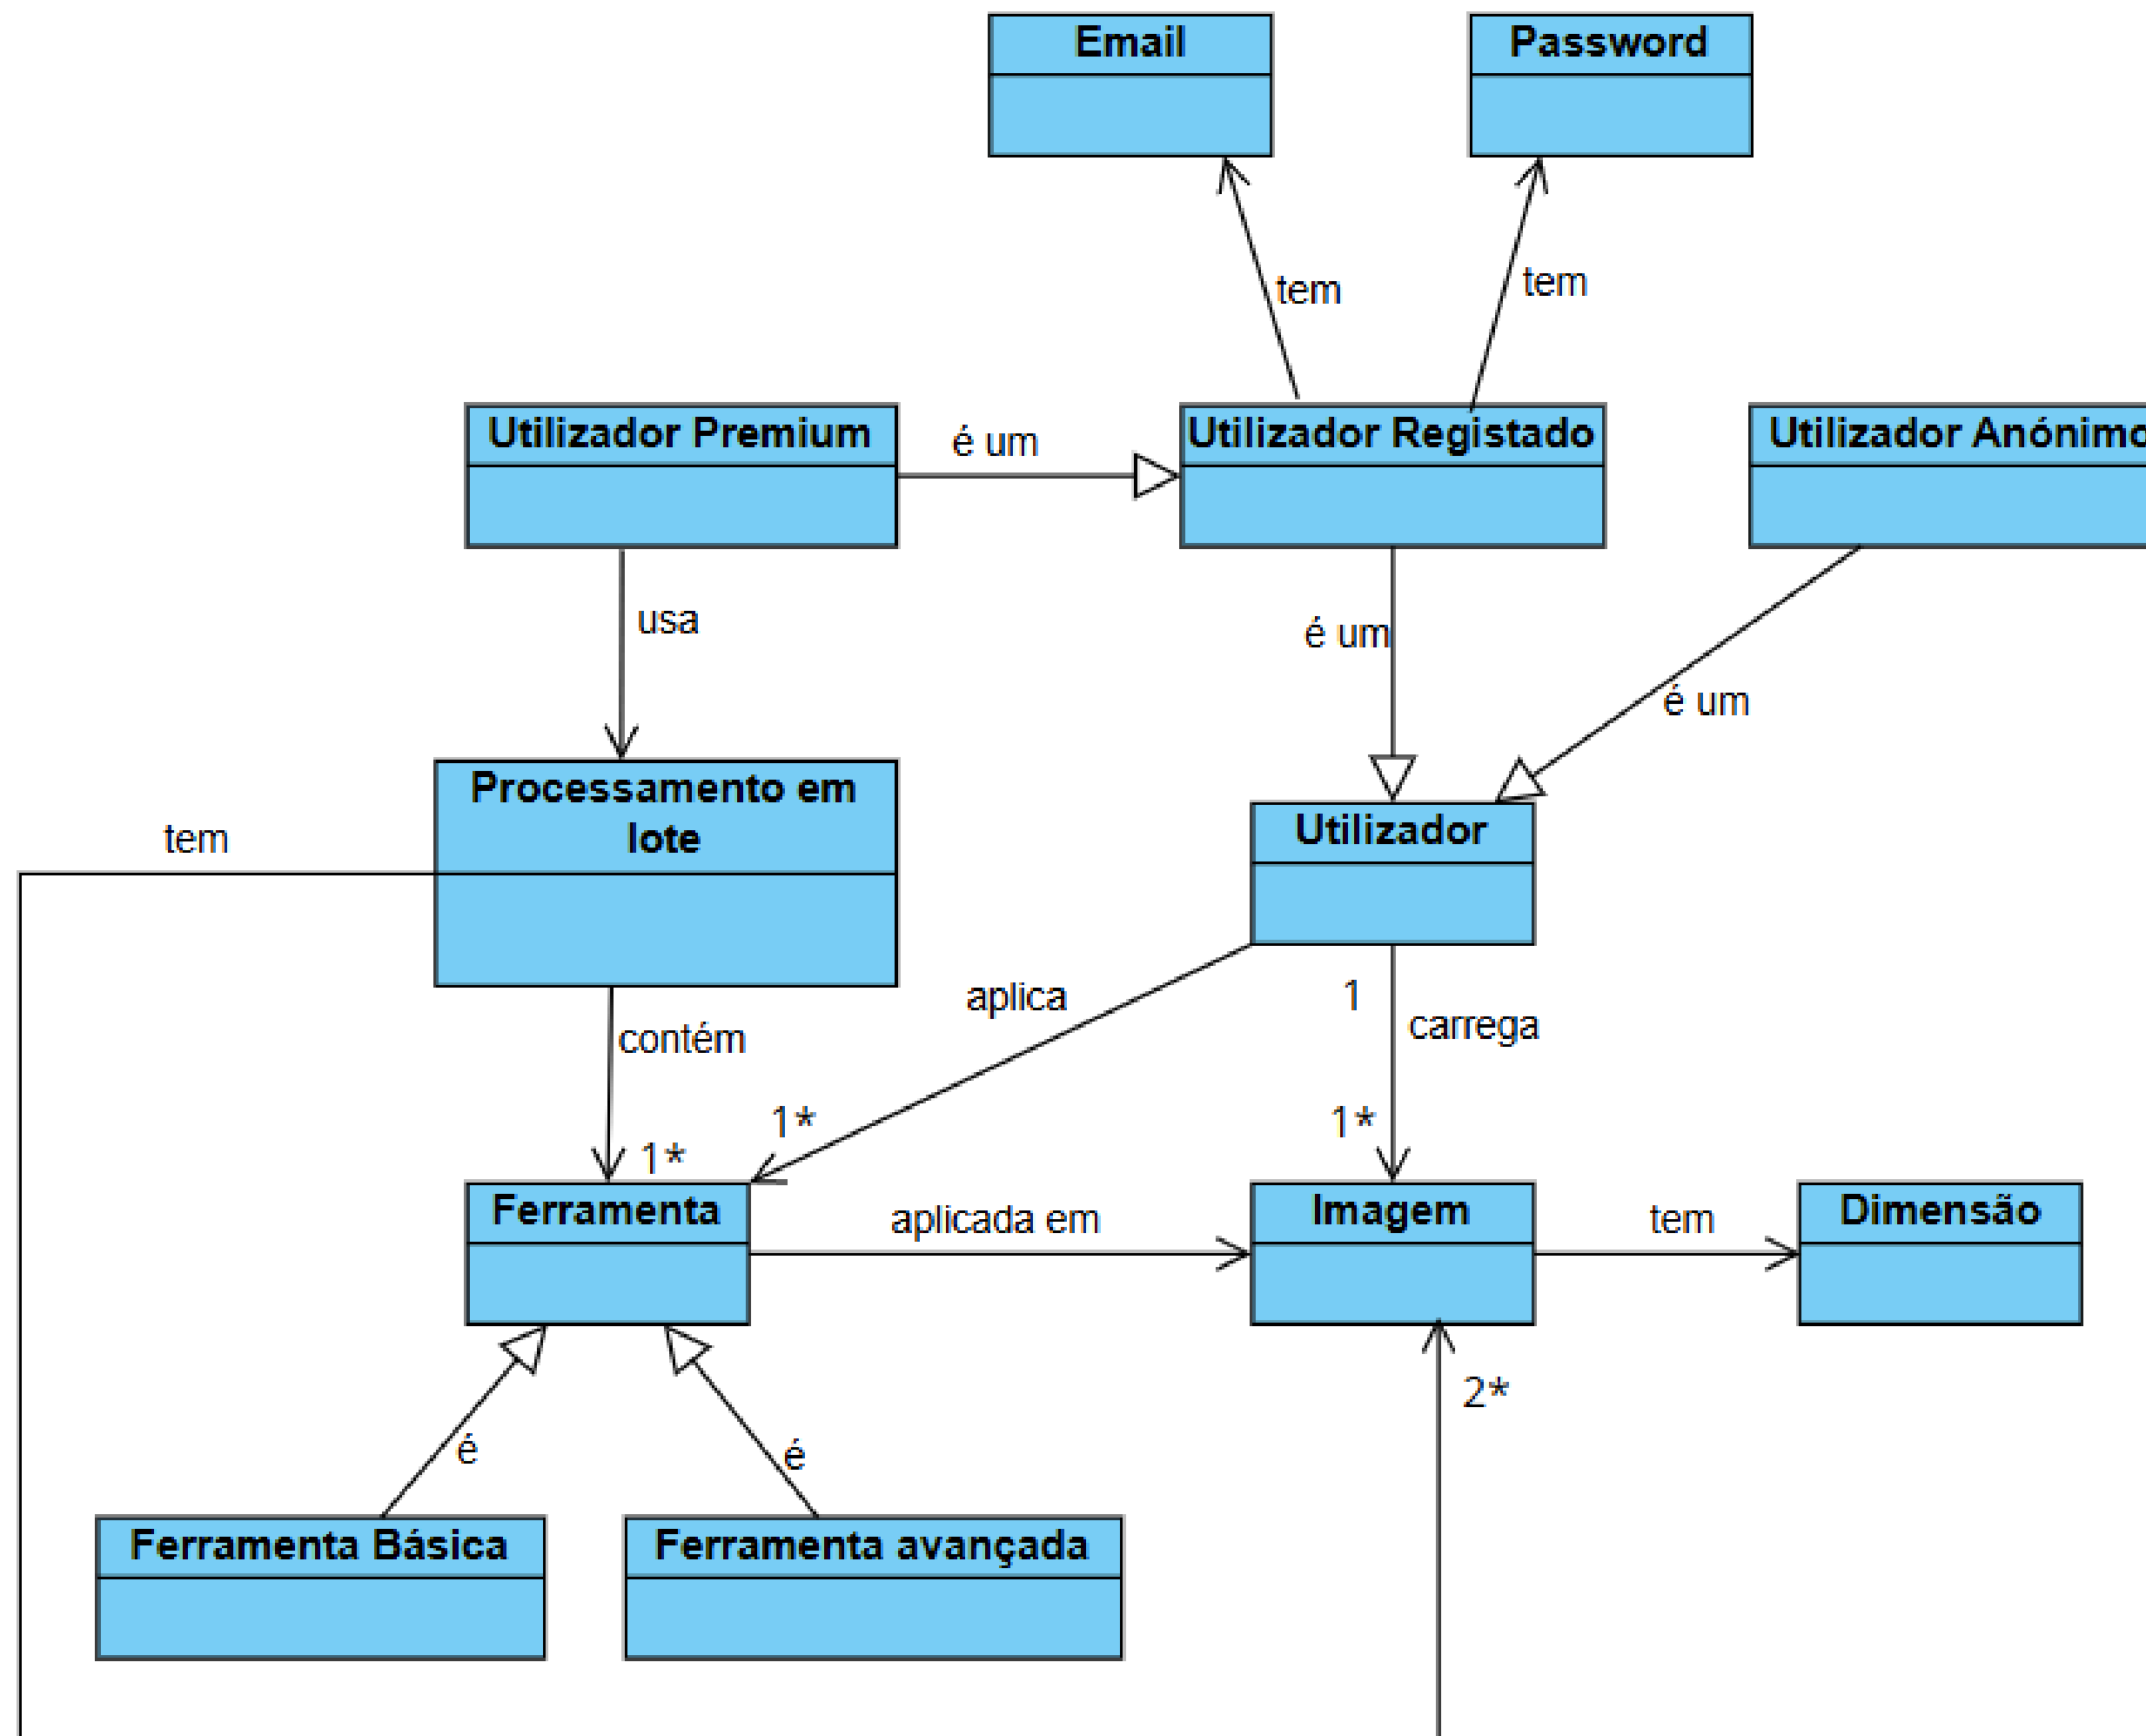 Email
Password
tem
tem
Utilizador Premium
é um
Utilizador Registado
Utilizador Anónimo
usa
é um
é um
Processamento em
lote
tem
Utilizador
aplica
1
carrega
contém
1*
1*
1*
Ferramenta
aplicada em
Imagem
tem
Dimensão
2*
é
é
Ferramenta Básica
Ferramenta avançada